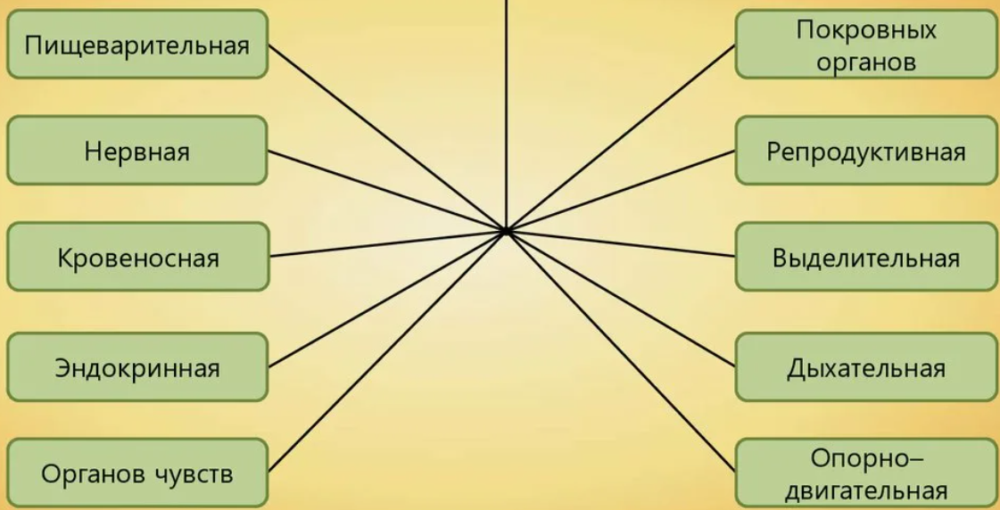 Пищеварительная
Нервная
Кровеносная
Эндокринная
Органов чувств
Покровных
органов
Репродуктивная
Выделительная
Дыхательная
Опорно–
двигательная